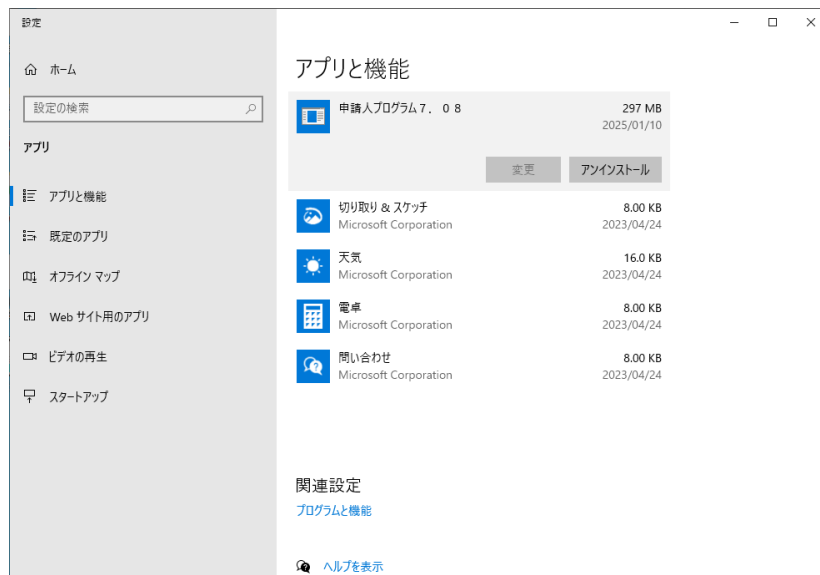 設定
ホーム
設定の検索
アプリ
アプリと機能
既定のアプリ
オフライン マップ
Web サイト用のアプリ
ビデオの再生
スタートアップ
アプリと機能
申請人プログラム７．０８ 297 MB
2025/01/10
変更 アンインストール
切り取り & スケッチ 8.00 KB
Microsoft Corporation 2023/04/24
天気 16.0 KB
Microsoft Corporation 2023/04/24
電卓 8.00 KB
Microsoft Corporation 2023/04/24
問い合わせ 8.00 KB
Microsoft Corporation 2023/04/24
関連設定
プログラムと機能
ヘルプを表示